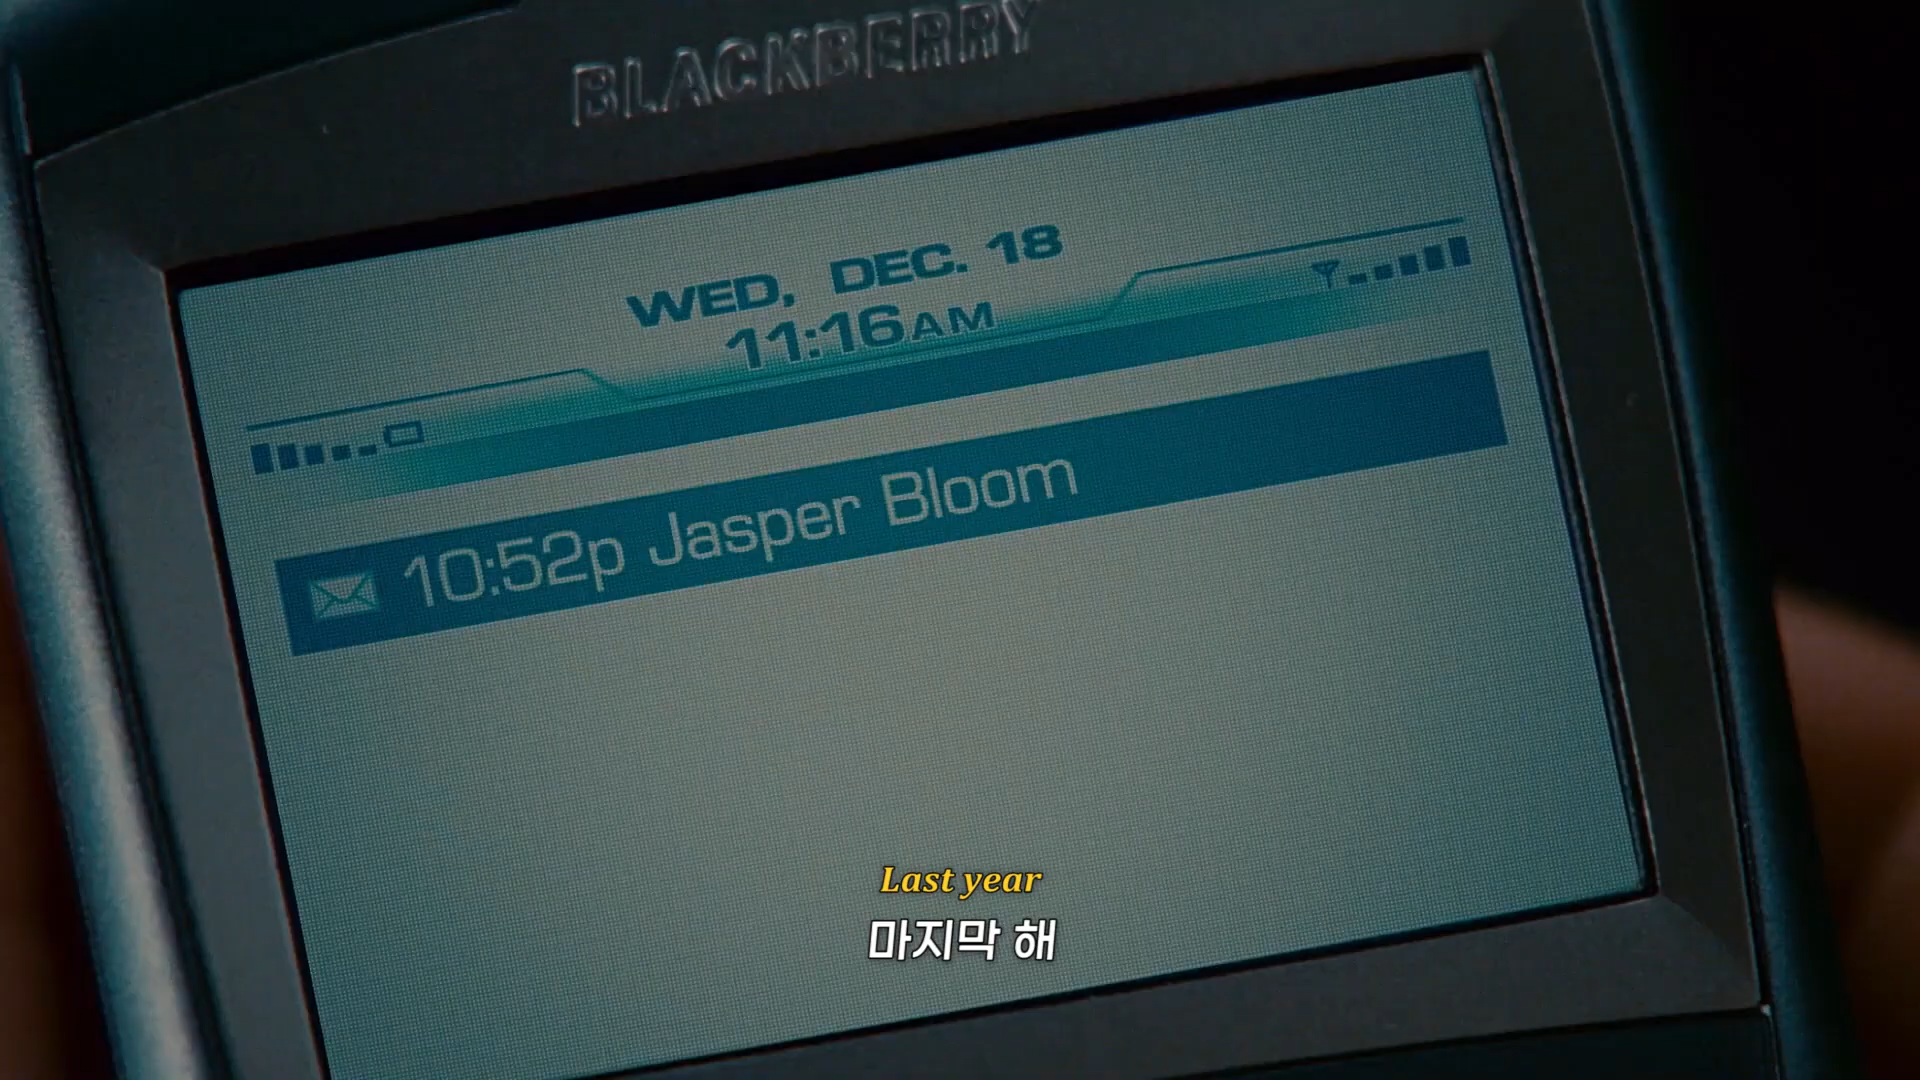 BLACKBERRY
WED, DEC. 18
11:16AM
10:52p Jasper Bloom
Last year
마지막 해